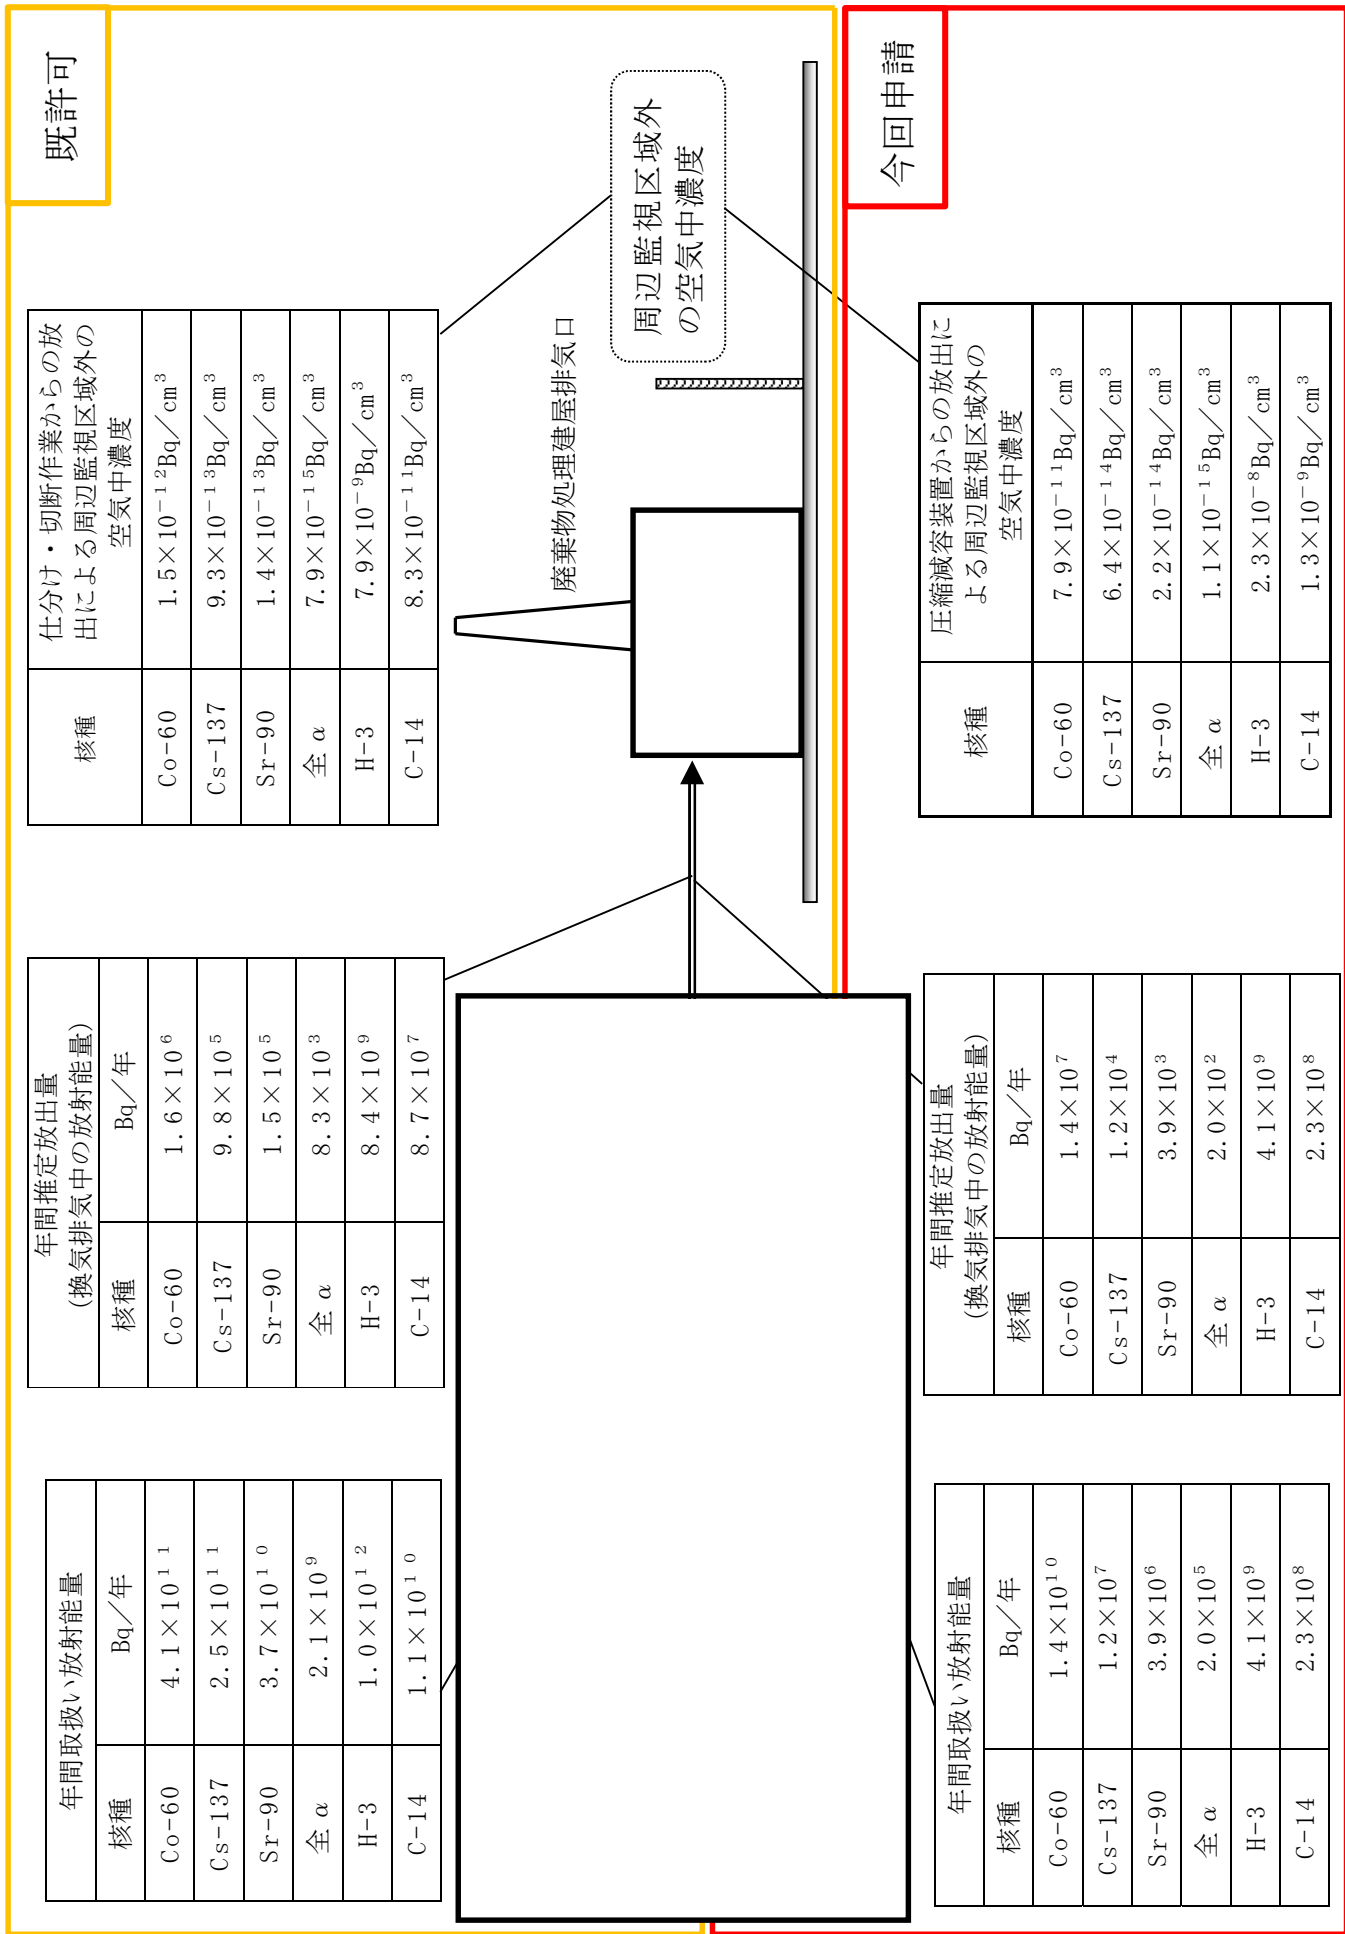 既許可
年間取扱い放射能量
核種 Bq/年
Co-60 4.1×10¹¹
Cs-137 2.5×10¹¹
Sr-90 3.7×10¹⁰
全α 2.1×10⁹
H-3 1.0×10¹²
C-14 1.1×10¹⁰
年間推定放出量
(換気排気中の放射能量)
核種 Bq/年
Co-60 1.6×10⁶
Cs-137 9.8×10⁵
Sr-90 1.5×10⁵
全α 8.3×10³
H-3 8.4×10⁹
C-14 8.7×10⁷
核種
仕分け・切断作業からの放
出による周辺監視区域外の
空気中濃度
Co-60 1.5×10⁻¹²Bq/cm³
Cs-137 9.3×10⁻¹³Bq/cm³
Sr-90 1.4×10⁻¹³Bq/cm³
全α 7.9×10⁻¹⁵Bq/cm³
H-3 7.9×10⁻⁹Bq/cm³
C-14 8.3×10⁻¹¹Bq/cm³
廃棄物処理建屋排気口
周辺監視区域外
の空気中濃度
今回申請
年間取扱い放射能量
核種 Bq/年
Co-60 1.4×10¹⁰
Cs-137 1.2×10⁷
Sr-90 3.9×10⁶
全α 2.0×10⁵
H-3 4.1×10⁹
C-14 2.3×10⁸
年間推定放出量
(換気排気中の放射能量)
核種 Bq/年
Co-60 1.4×10⁷
Cs-137 1.2×10⁴
Sr-90 3.9×10³
全α 2.0×10²
H-3 4.1×10⁹
C-14 2.3×10⁸
核種
圧縮減容装置からの放出に
よる周辺監視区域外の
空気中濃度
Co-60 7.9×10⁻¹¹Bq/cm³
Cs-137 6.4×10⁻¹⁴Bq/cm³
Sr-90 2.2×10⁻¹⁴Bq/cm³
全α 1.1×10⁻¹⁵Bq/cm³
H-3 2.3×10⁻⁸Bq/cm³
C-14 1.3×10⁻⁹Bq/cm³